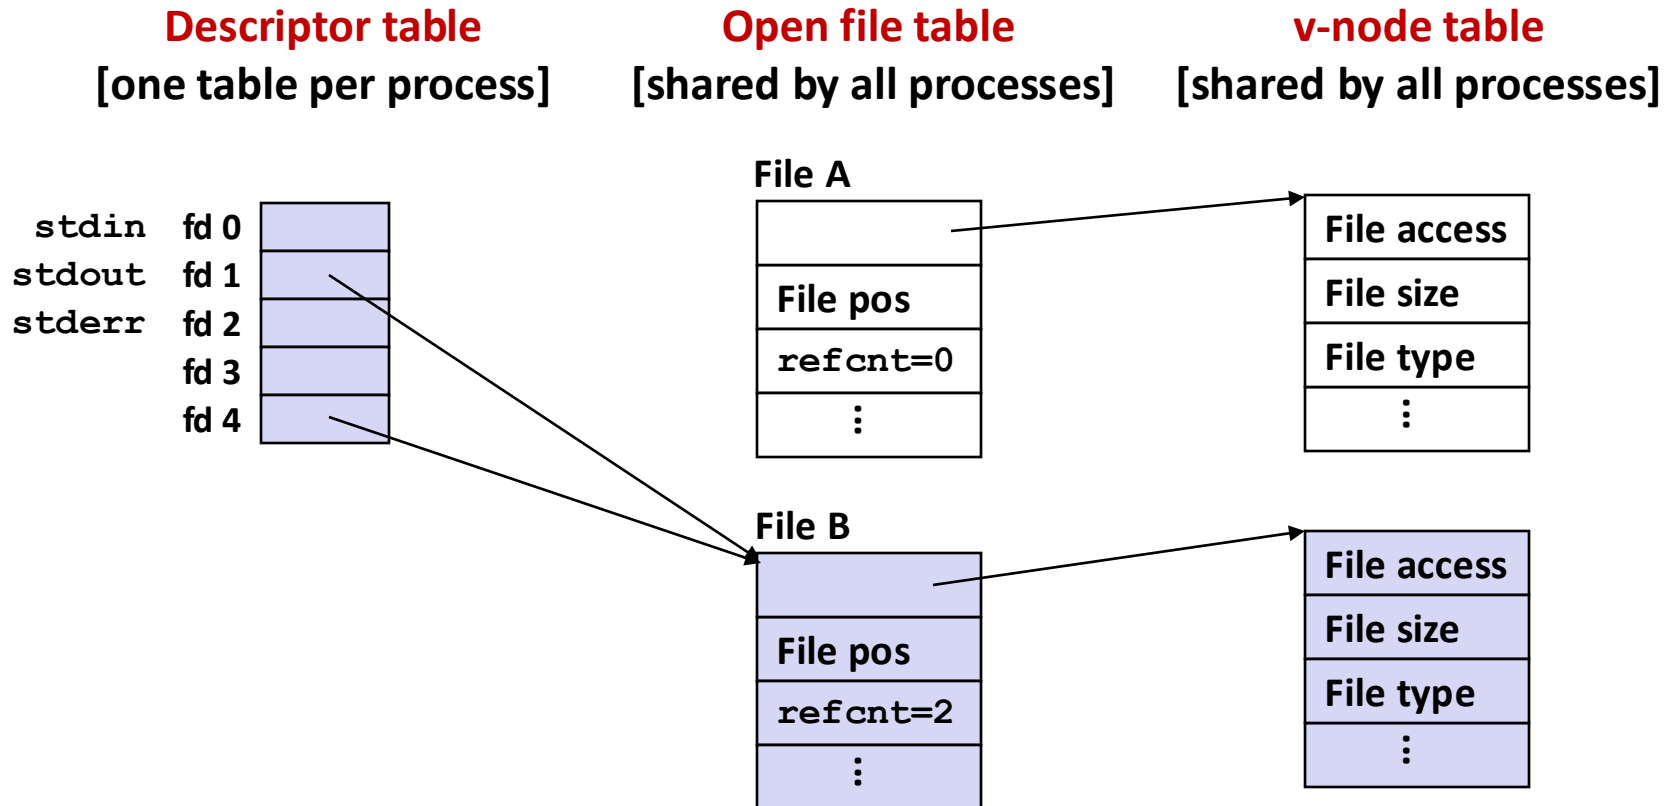 Descriptor table
[one table per process]
Open file table
[shared by all processes]
v-node table
[shared by all processes]
stdin fd 0
stdout fd 1
stderr fd 2
fd 3
fd 4
File A
File pos
refcnt=0
⋮
File access
File size
File type
⋮
File B
File pos
refcnt=2
⋮
File access
File size
File type
⋮